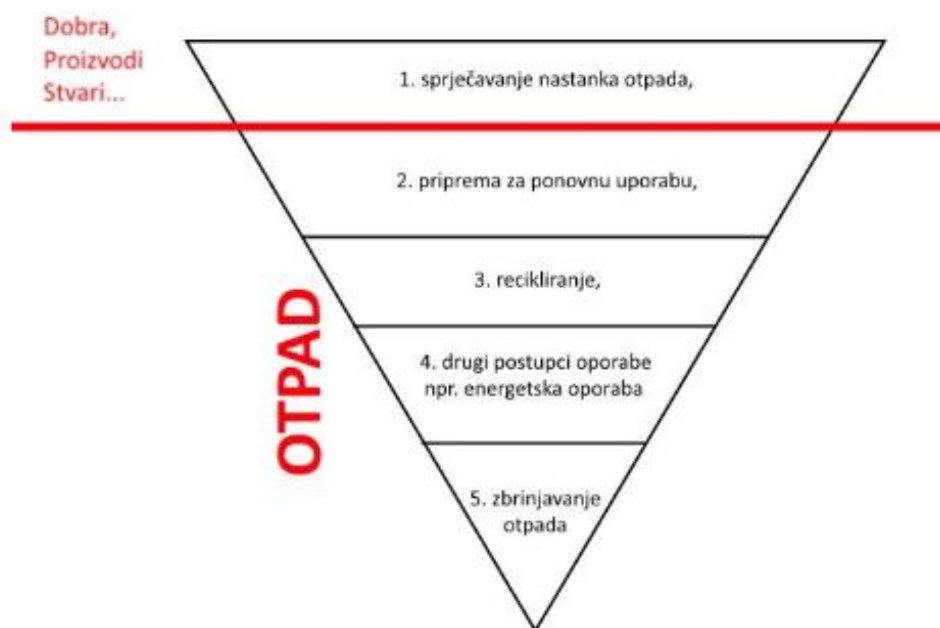 Dobra,
Proizvodi
Stvari...
1. sprječavanje nastanka otpada,
2. priprema za ponovnu uporabu,
3. recikliranje,
OTPAD
4. drugi postupci oporabe
npr. energetska oporaba
5. zbrinjavanje
otpada